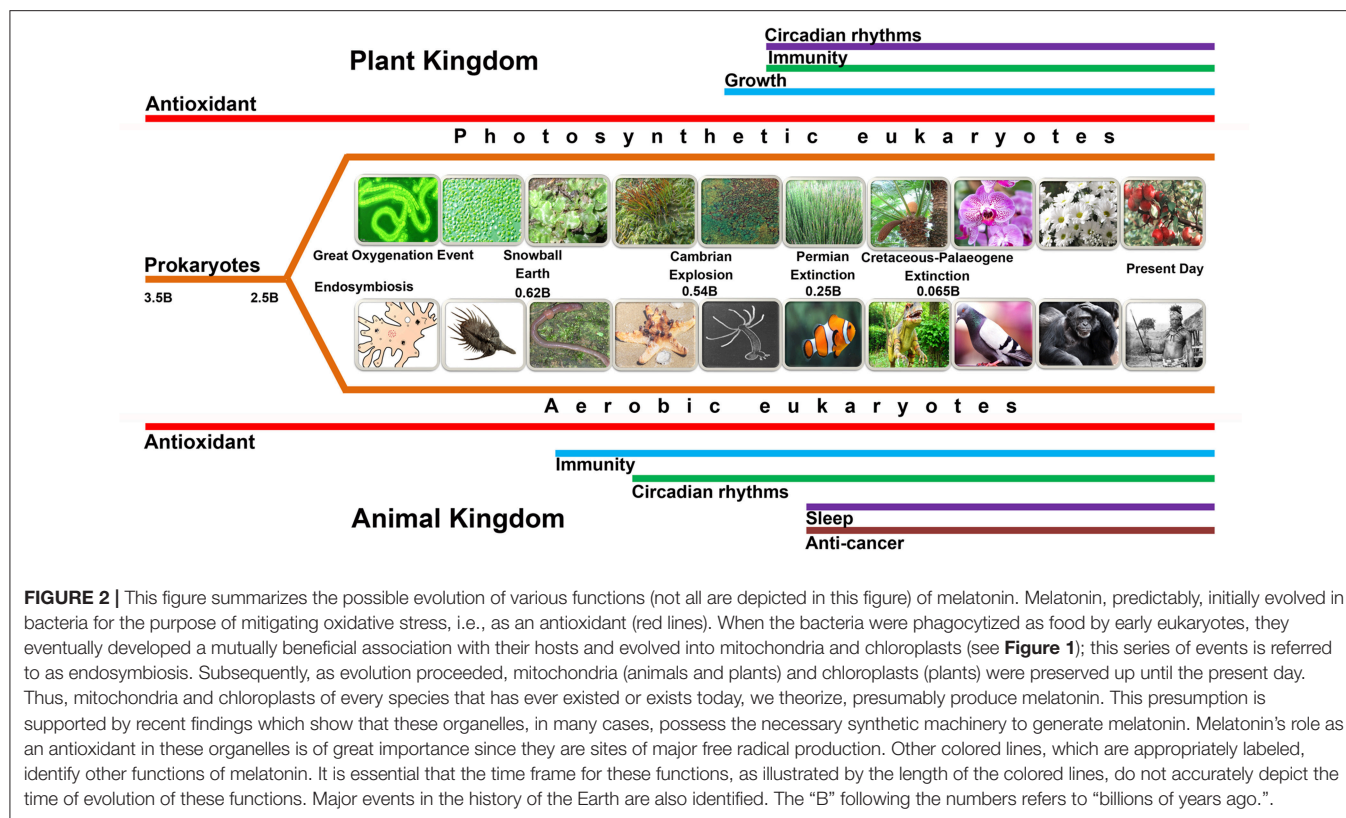 Circadian rhythms
Plant Kingdom
Immunity
Growth
Antioxidant
Photosynthetic eukaryotes
Great Oxygenation Event
Snowball
Earth
0.62B
Cambrian
Explosion
0.54B
Permian
Extinction
0.25B
Cretaceous-Palaeogene
Extinction
0.065B
Present Day
Prokaryotes
3.5B
2.5B
Endosymbiosis
Aerobic eukaryotes
Antioxidant
Immunity
Circadian rhythms
Animal Kingdom
Sleep
Anti-cancer
FIGURE 2 | This figure summarizes the possible evolution of various functions (not all are depicted in this figure) of melatonin. Melatonin, predictably, initially evolved in
bacteria for the purpose of mitigating oxidative stress, i.e., as an antioxidant (red lines). When the bacteria were phagocytized as food by early eukaryotes, they
eventually developed a mutually beneficial association with their hosts and evolved into mitochondria and chloroplasts (see Figure 1); this series of events is referred
to as endosymbiosis. Subsequently, as evolution proceeded, mitochondria (animals and plants) and chloroplasts (plants) were preserved up until the present day.
Thus, mitochondria and chloroplasts of every species that has ever existed or exists today, we theorize, presumably produce melatonin. This presumption is
supported by recent findings which show that these organelles, in many cases, possess the necessary synthetic machinery to generate melatonin. Melatonin's role as
an antioxidant in these organelles is of great importance since they are sites of major free radical production. Other colored lines, which are appropriately labeled,
identify other functions of melatonin. It is essential that the time frame for these functions, as illustrated by the length of the colored lines, do not accurately depict the
time of evolution of these functions. Major events in the history of the Earth are also identified. The “B” following the numbers refers to “billions of years ago.”.